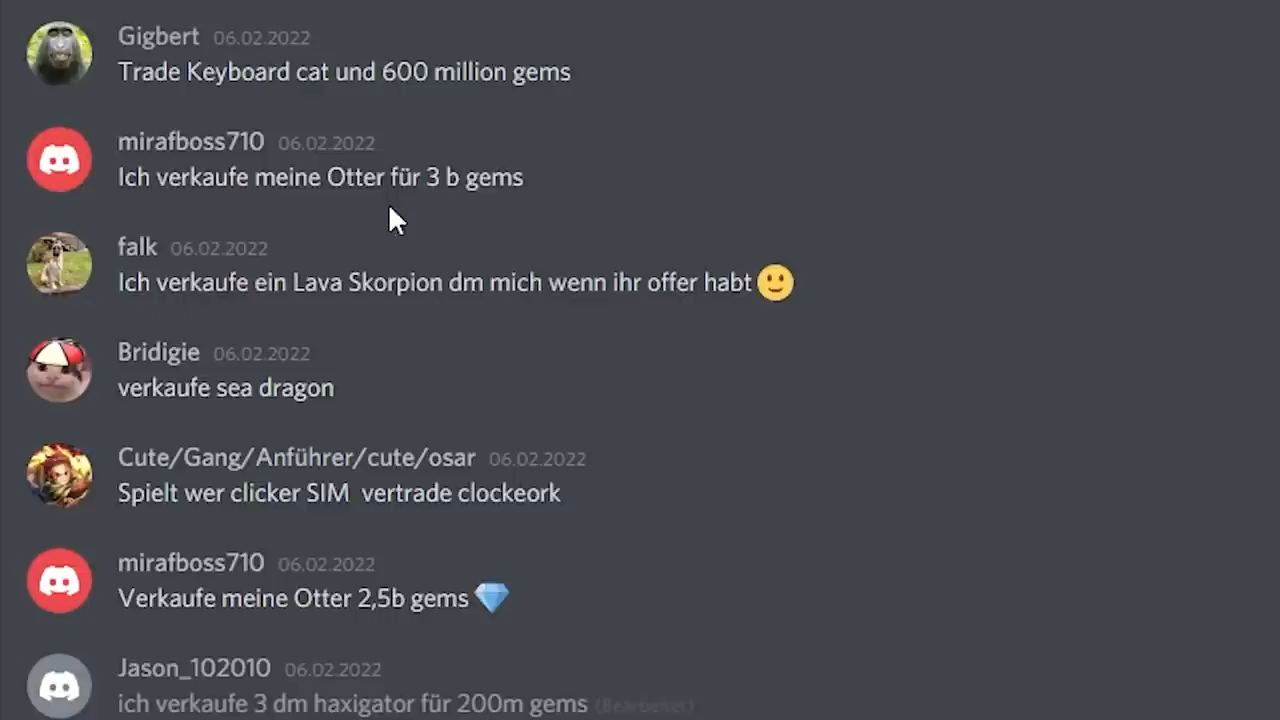 Gigbert 06.02.2022
Trade Keyboard cat und 600 million gems
mirafboss710 06.02.2022
Ich verkaufe meine Otter für 3 b gems
falk 06.02.2022
Ich verkaufe ein Lava Skorpion dm mich wenn ihr offer habt
Bridigie 06.02.2022
verkaufe sea dragon
Cute/Gang/Anführer/cute/osar 06.02.2022
Spielt wer clicker SIM vertrade clockeork
mirafboss710 06.02.2022
Verkaufe meine Otter 2,5b gems
Jason_102010 06.02.2022
ich verkaufe 3 dm haxigator für 200m gems (Bearbeitet)